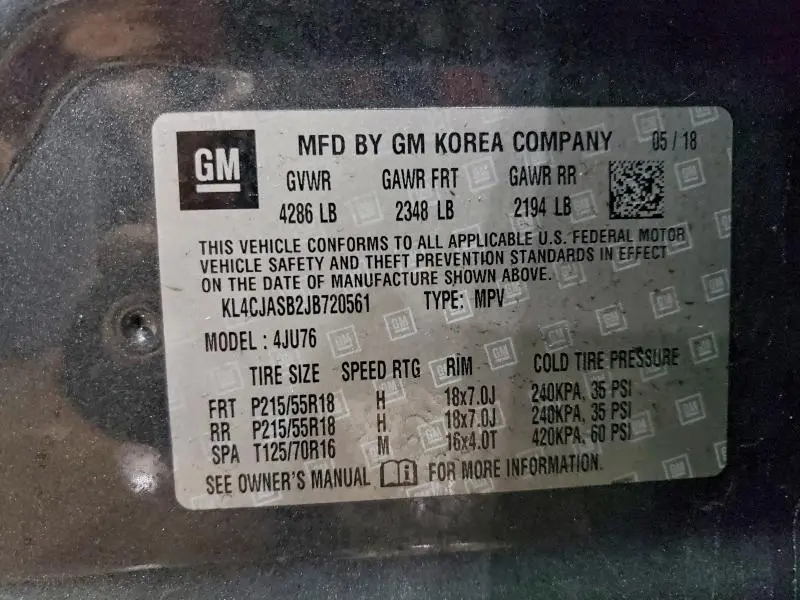 GM MFD BY GM KOREA COMPANY 05 / 18
GVWR GAWR FRT GAWR RR
4286 LB 2348 LB 2194 LB
THIS VEHICLE CONFORMS TO ALL APPLICABLE U.S. FEDERAL MOTOR
VEHICLE SAFETY AND THEFT PREVENTION STANDARDS IN EFFECT
ON THE DATE OF MANUFACTURE SHOWN ABOVE.
KL4CJASB2JB720561 TYPE: MPV
MODEL : 4JU76
TIRE SIZE SPEED RTG RIM COLD TIRE PRESSURE
FRT P215/55R18 H 18x7.0J 240KPA, 35 PSI
RR P215/55R18 H 18x7.0J 240KPA, 35 PSI
SPA T125/70R16 M 16x4.0T 420KPA, 60 PSI
SEE OWNER'S MANUAL FOR MORE INFORMATION.